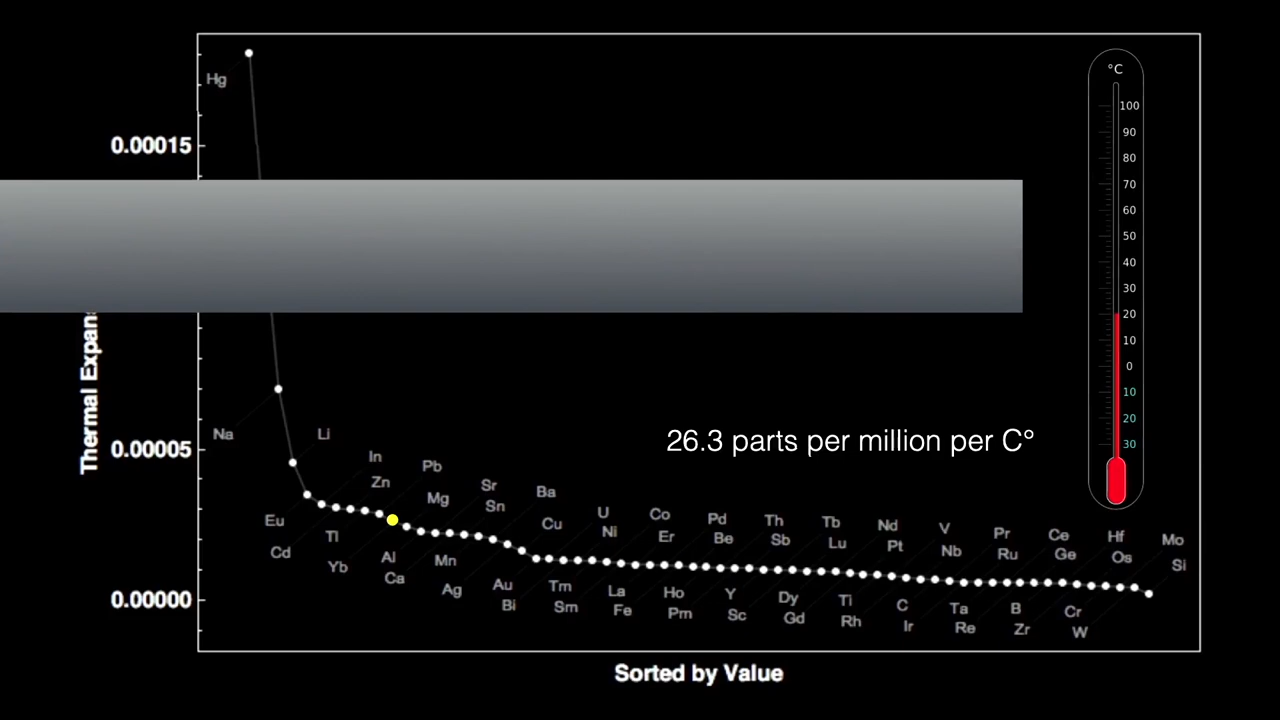 °C
Hg
100
90
0.00015
80
70
60
50
40
30
20
10
0
10
20
30
Thermal Expans
0.00005
26.3 parts per million per C°
Na
Li
In
Pb
Zn
Mg
Sr
Sn
Ba
Cu
U
Ni
Co
Er
Pd
Be
Th
Sb
Tb
Lu
Nd
Pt
V
Nb
Pr
Ru
Ce
Ge
Hf
Os
Mo
Si
Eu
Cd
Tl
Yb
Al
Ca
Mn
Ag
Au
Bi
Tm
Sm
La
Fe
Ho
Pm
Y
Sc
Dy
Gd
Ti
Rh
C
Ir
Ta
Re
B
Zr
Cr
W
0.00000
Sorted by Value